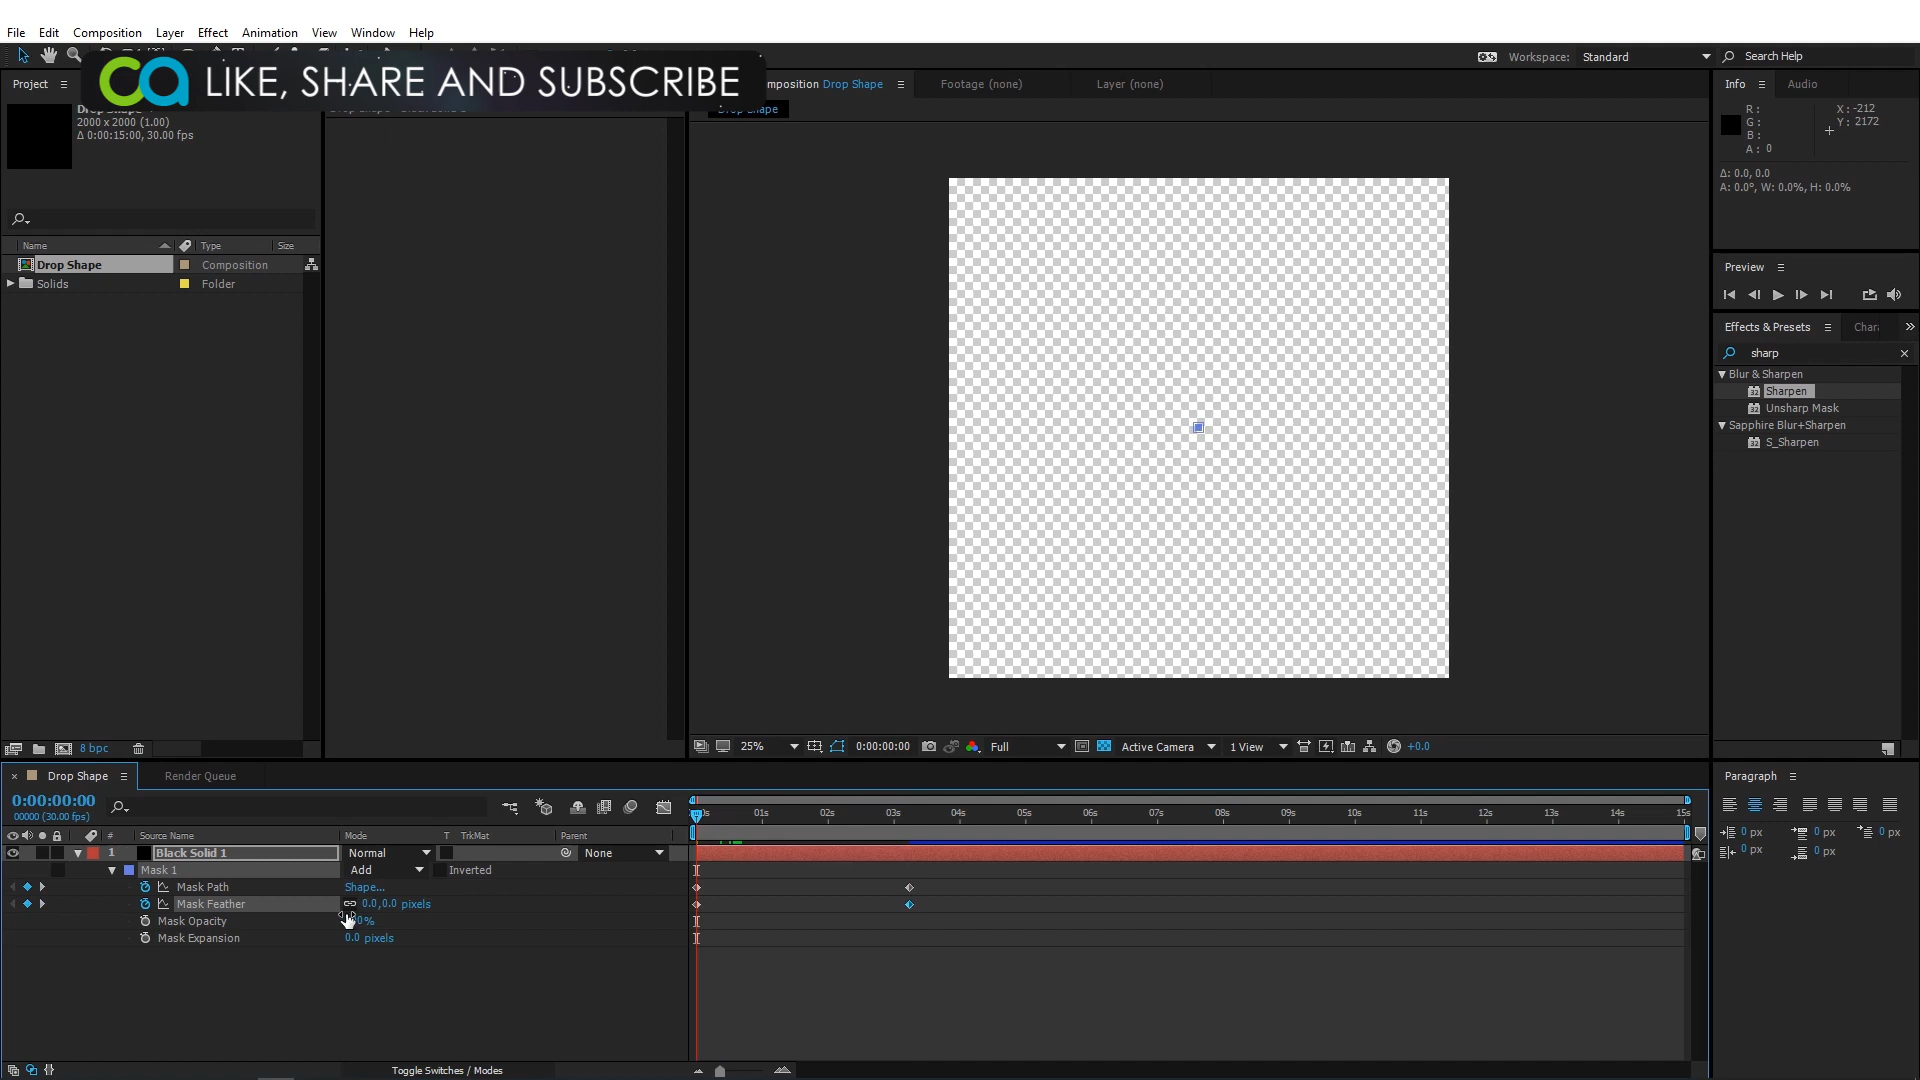 File Edit Composition Layer Effect Animation View Window Help
LIKE, SHARE AND SUBSCRIBE
Workspace: Standard
Search Help
Project
2000 x 2000 (1.00)
Δ 0:00:15:00, 30.00 fps
Name Type Size
Drop Shape Composition
Solids Folder
8 bpc
mposition Drop Shape
Footage (none)
Layer (none)
Drop Shape
25%
0:00:00:00
Full
Active Camera
1 View
+0.0
Info Audio
R:
G:
B:
A: 0
X: -212
Y: 2172
Δ: 0.0, 0.0
A: 0.0°, W: 0.0%, H: 0.0%
Preview
Effects & Presets
sharp
Blur & Sharpen
32 Sharpen
32 Unsharp Mask
Sapphire Blur+Sharpen
32 S_Sharpen
Drop Shape
Render Queue
0:00:00:00
00000 (30.00 fps)
01s 02s 03s 04s 05s 06s 07s 08s 09s 10s 11s 12s 13s 14s 15s
# Source Name Mode T TrkMat Parent
1 Black Solid 1 Normal None
Mask 1 Add Inverted
Mask Path Shape...
Mask Feather 0.0,0.0 pixels
Mask Opacity %
Mask Expansion 0.0 pixels
Toggle Switches / Modes
Paragraph
0 px 0 px 0 px
0 px 0 px